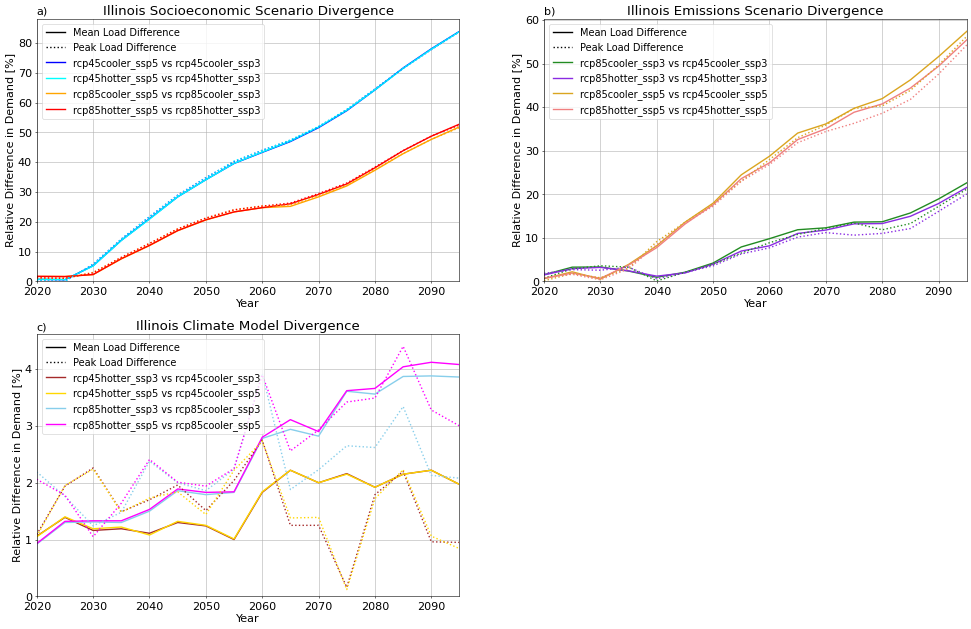 a)
Illinois Socioeconomic Scenario Divergence
Relative Difference in Demand [%]
80
70
60
50
40
30
20
10
0
Mean Load Difference
Peak Load Difference
rcp45cooler_ssp5 vs rcp45cooler_ssp3
rcp45hotter_ssp5 vs rcp45hotter_ssp3
rcp85cooler_ssp5 vs rcp85cooler_ssp3
rcp85hotter_ssp5 vs rcp85hotter_ssp3
2020 2030 2040 2050 2060 2070 2080 2090
Year
b)
Illinois Emissions Scenario Divergence
Relative Difference in Demand [%]
60
50
40
30
20
10
0
Mean Load Difference
Peak Load Difference
rcp85cooler_ssp3 vs rcp45cooler_ssp3
rcp85hotter_ssp3 vs rcp45hotter_ssp3
rcp85cooler_ssp5 vs rcp45cooler_ssp5
rcp85hotter_ssp5 vs rcp45hotter_ssp5
2020 2030 2040 2050 2060 2070 2080 2090
Year
c)
Illinois Climate Model Divergence
Relative Difference in Demand [%]
4
3
2
1
0
Mean Load Difference
Peak Load Difference
rcp45hotter_ssp3 vs rcp45cooler_ssp3
rcp45hotter_ssp5 vs rcp45cooler_ssp5
rcp85hotter_ssp3 vs rcp85cooler_ssp3
rcp85hotter_ssp5 vs rcp85cooler_ssp5
2020 2030 2040 2050 2060 2070 2080 2090
Year